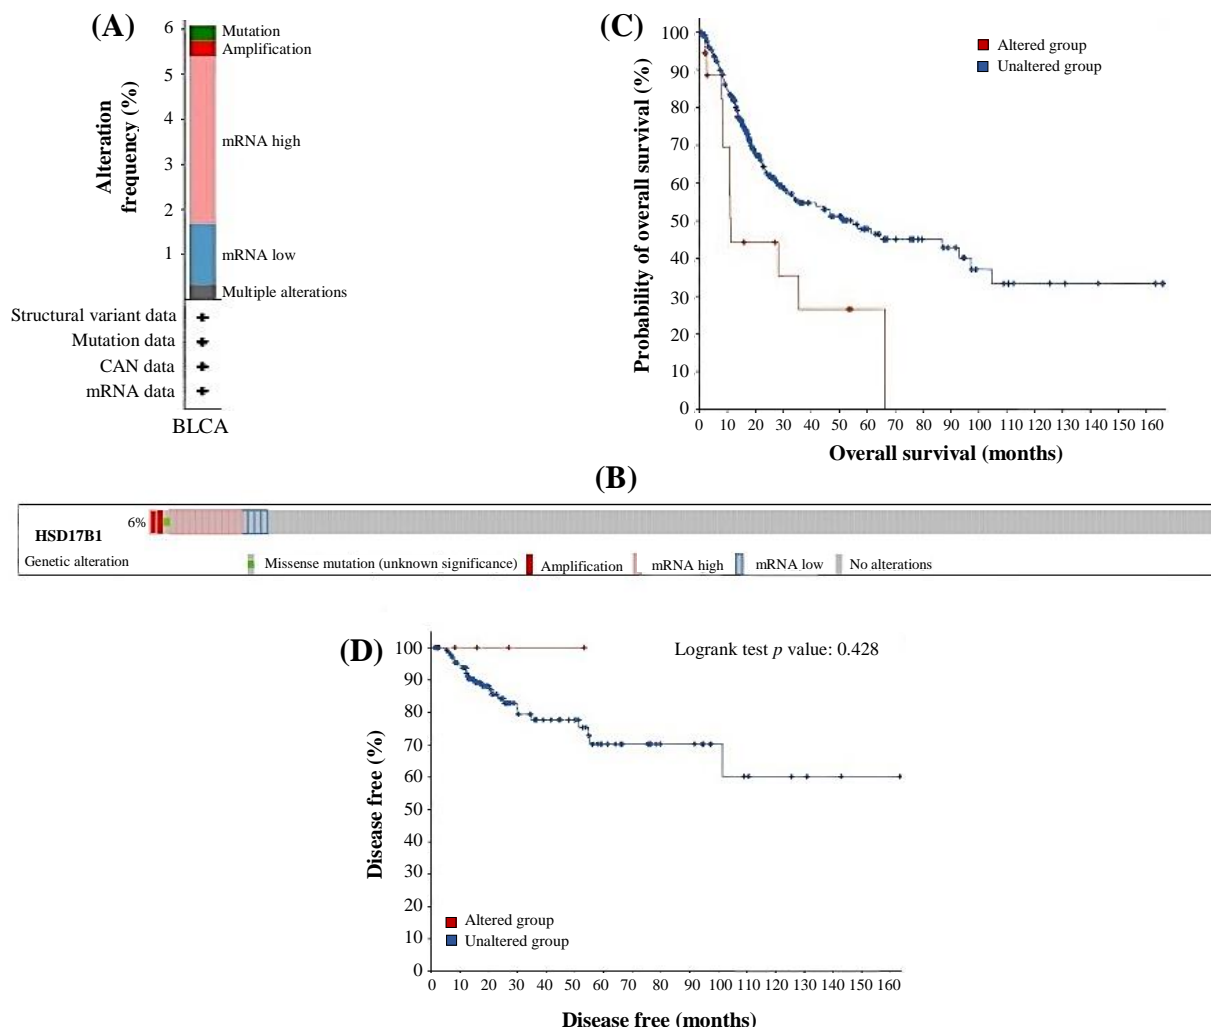 (A)
6
5
4
3
2
1
Alteration
frequency (%)
Mutation
Amplification
mRNA high
mRNA low
Multiple alterations
Structural variant data
Mutation data
CAN data
mRNA data
BLCA
(C)
100
90
80
70
60
50
40
30
20
10
0
Probability of overall survival (%)
Altered group
Unaltered group
0 10 20 30 40 50 60 70 80 90 100 110 120 130 140 150 160
Overall survival (months)
(B)
HSD17B1
6%
Genetic alteration
Missense mutation (unknown significance) Amplification mRNA high mRNA low No alterations
(D)
Logrank test p value: 0.428
100
90
80
70
60
50
40
30
20
10
0
Disease free (%)
Altered group
Unaltered group
0 10 20 30 40 50 60 70 80 90 100 110 120 130 140 150 160
Disease free (months)